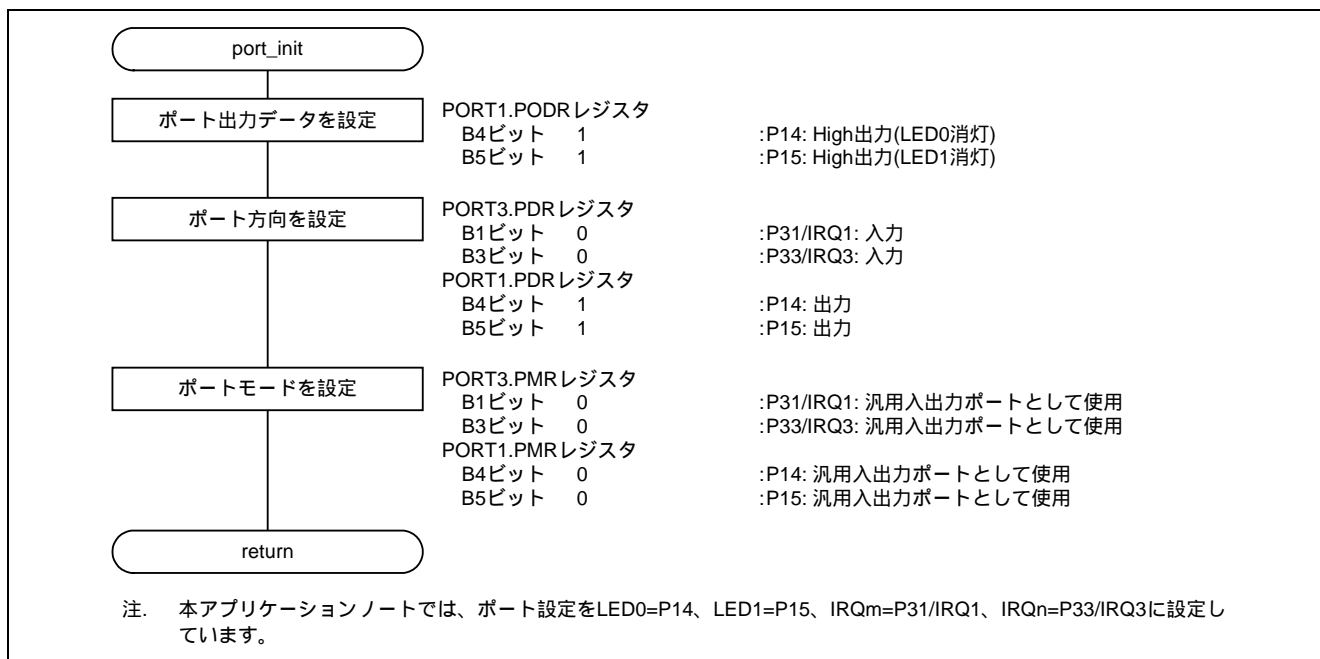 port_init
ポート出力データを設定
PORT1.PODRレジスタ
B4ビット 1 :P14: High出力(LED0消灯)
B5ビット 1 :P15: High出力(LED1消灯)
ポート方向を設定
PORT3.PDRレジスタ
B1ビット 0 :P31/IRQ1: 入力
B3ビット 0 :P33/IRQ3: 入力
PORT1.PDRレジスタ
B4ビット 1 :P14: 出力
B5ビット 1 :P15: 出力
ポートモードを設定
PORT3.PMRレジスタ
B1ビット 0 :P31/IRQ1: 汎用入出力ポートとして使用
B3ビット 0 :P33/IRQ3: 汎用入出力ポートとして使用
PORT1.PMRレジスタ
B4ビット 0 :P14: 汎用入出力ポートとして使用
B5ビット 0 :P15: 汎用入出力ポートとして使用
return
注. 本アプリケーションノートでは、ポート設定をLED0=P14、LED1=P15、IRQm=P31/IRQ1、IRQn=P33/IRQ3に設定し
ています。